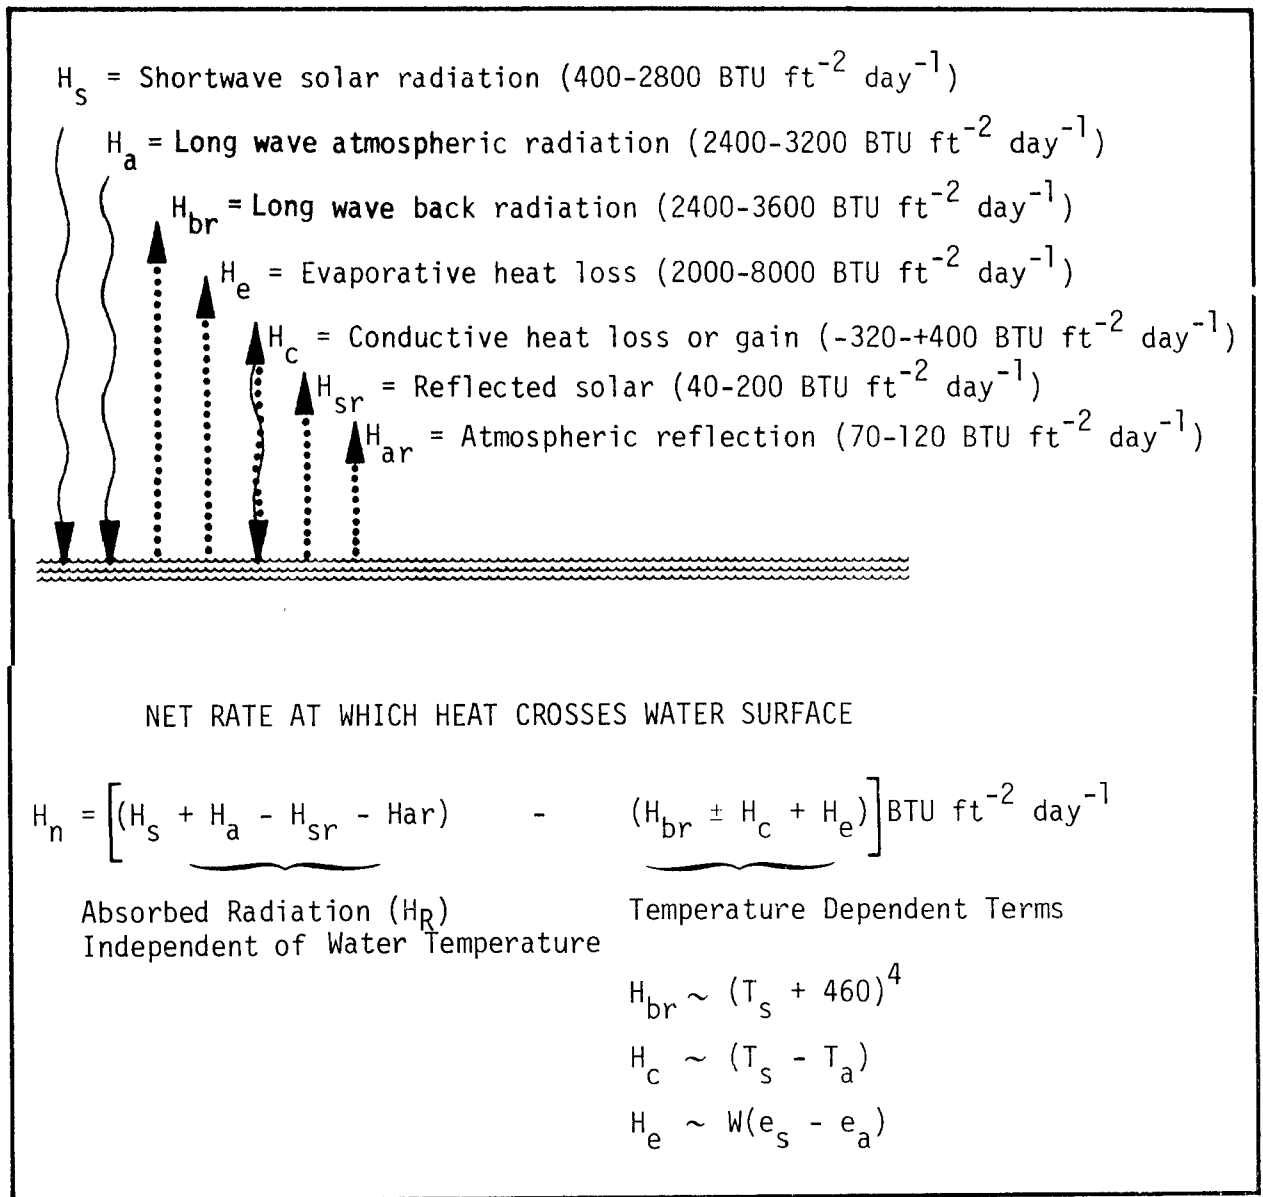 H_s = Shortwave solar radiation (400-2800 BTU ft^-2 day^-1)
H_a = Long wave atmospheric radiation (2400-3200 BTU ft^-2 day^-1)
H_br = Long wave back radiation (2400-3600 BTU ft^-2 day^-1)
H_e = Evaporative heat loss (2000-8000 BTU ft^-2 day^-1)
H_c = Conductive heat loss or gain (-320-+400 BTU ft^-2 day^-1)
H_sr = Reflected solar (40-200 BTU ft^-2 day^-1)
H_ar = Atmospheric reflection (70-120 BTU ft^-2 day^-1)
NET RATE AT WHICH HEAT CROSSES WATER SURFACE
H_n = [(H_s + H_a - H_sr - Har) - (H_br ± H_c + H_e)] BTU ft^-2 day^-1
Absorbed Radiation (H_R)
Independent of Water Temperature
Temperature Dependent Terms
H_br ~ (T_s + 460)^4
H_c ~ (T_s - T_a)
H_e ~ W(e_s - e_a)